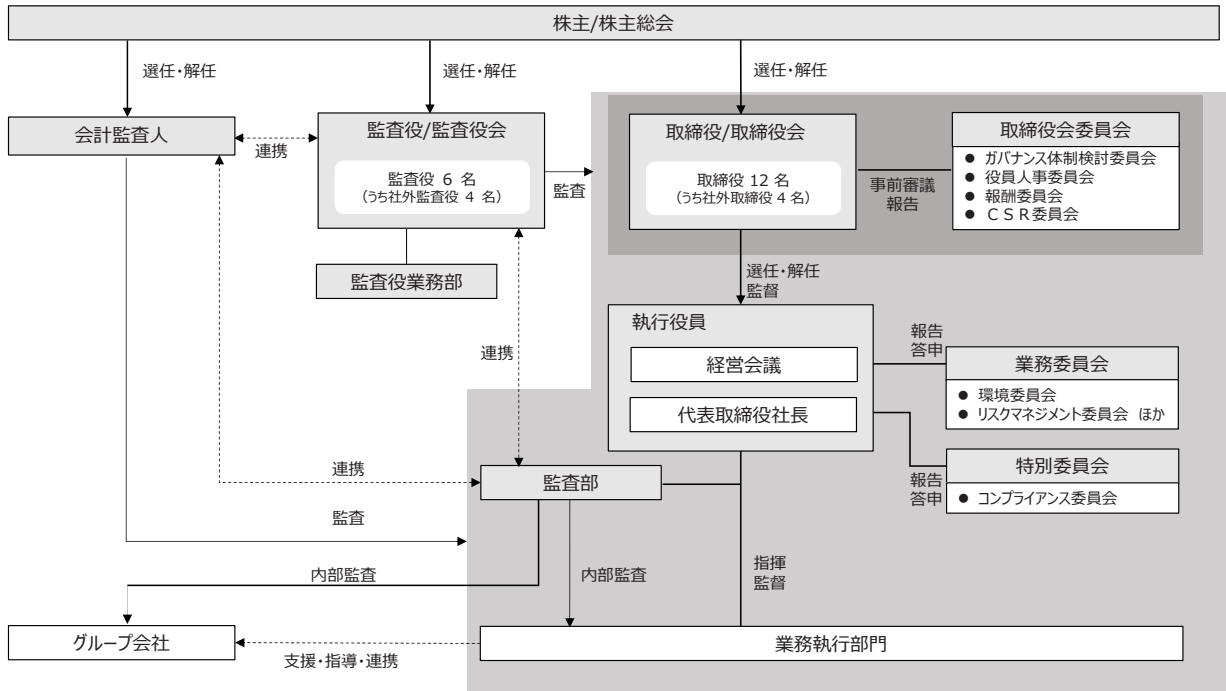 株主/株主総会
選任・解任
選任・解任
選任・解任
会計監査人
連携
監査役/監査役会
監査役 6 名
(うち社外監査役 4 名)
監査
取締役/取締役会
取締役 12 名
(うち社外取締役 4 名)
事前審議
報告
取締役会委員会
● ガバナンス体制検討委員会
● 役員人事委員会
● 報酬委員会
● CSR委員会
監査役業務部
選任・解任
監督
執行役員
経営会議
代表取締役社長
報告
答申
業務委員会
● 環境委員会
● リスクマネジメント委員会 ほか
連携
報告
答申
特別委員会
● コンプライアンス委員会
連携
監査部
監査
内部監査
内部監査
指揮
監督
グループ会社
支援・指導・連携
業務執行部門